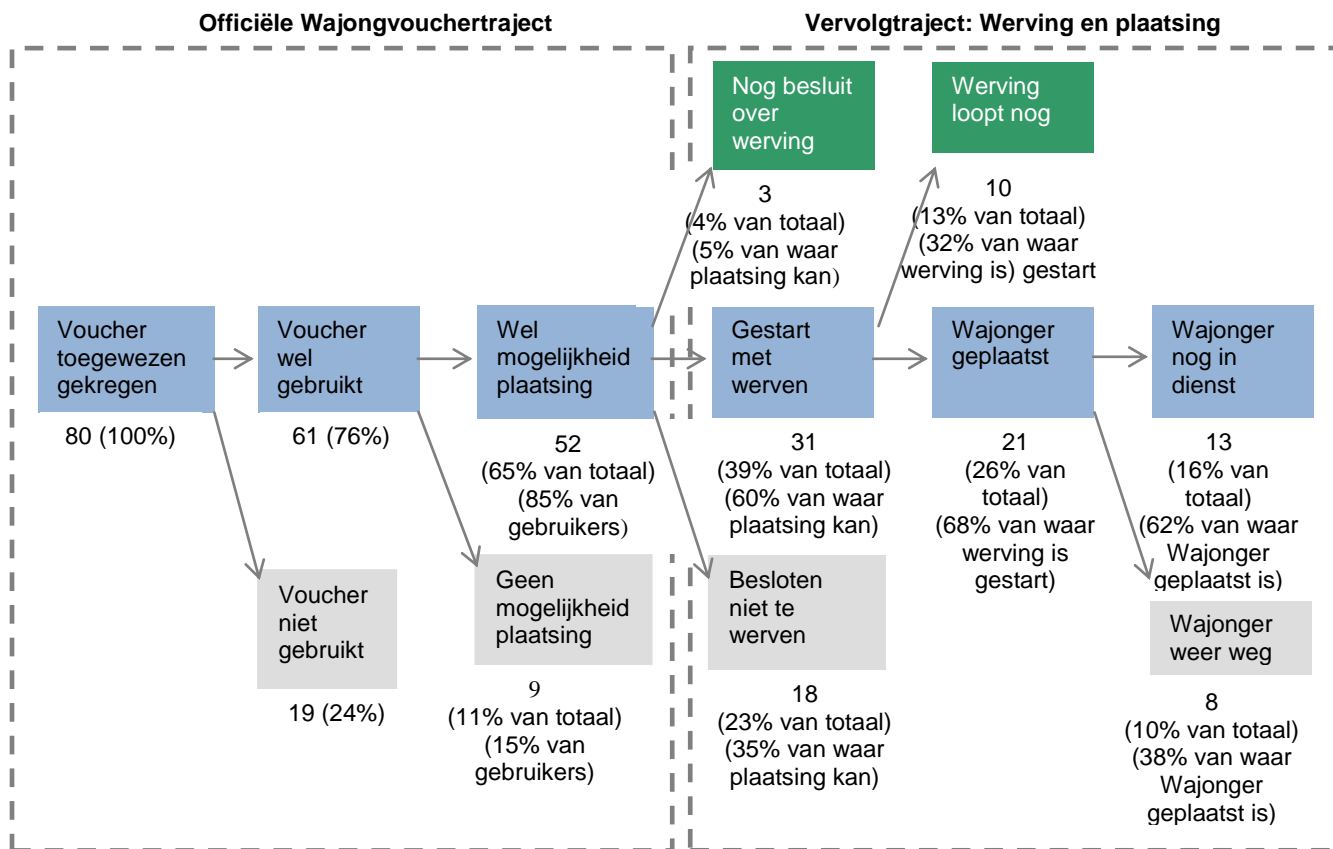 Officiële Wajongvouchertraject
Vervolgtraject: Werving en plaatsing
Nog besluit
over
werving
3
(4% van totaal)
(5% van waar
plaatsing kan)
Werving
loopt nog
10
(13% van totaal)
(32% van waar
werving is) gestart
Voucher
toegewezen
gekregen
80 (100%)
Voucher
wel
gebruikt
61 (76%)
Wel
mogelijkheid
plaatsing
52
(65% van totaal)
(85% van
gebruikers)
Gestart
met
werven
31
(39% van totaal)
(60% van waar
plaatsing kan)
Wajonger
geplaatst
21
(26% van
totaal)
(68% van waar
werving is
gestart)
Wajonger
nog in
dienst
13
(16% van
totaal)
(62% van waar
Wajonger
geplaatst is)
Voucher
niet
gebruikt
19 (24%)
Geen
mogelijkheid
plaatsing
9
(11% van totaal)
(15% van
gebruikers)
Besloten
niet te
werven
18
(23% van totaal)
(35% van waar
plaatsing kan)
Wajonger
weer weg
8
(10% van totaal)
(38% van waar
Wajonger
geplaatst is)